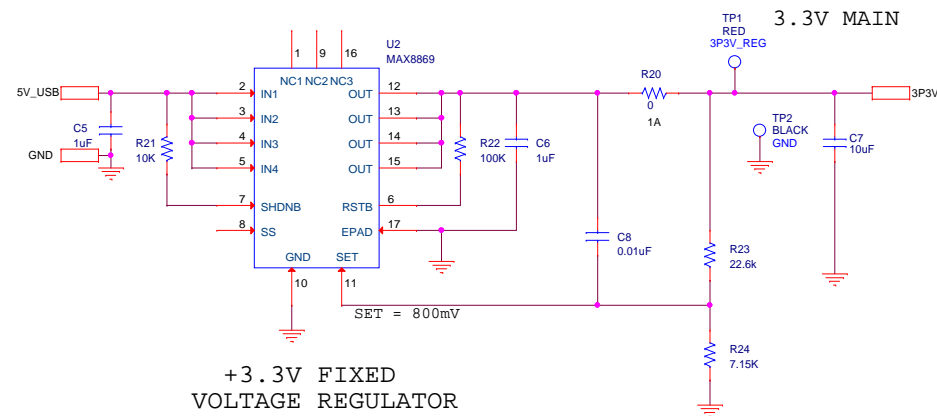 TP1
RED
3P3V_REG
3.3V MAIN
U2
MAX8869
1
9
16
NC1
NC2
NC3
5V_USB
GND
C5
1uF
R21
10K
2
IN1
3
IN2
4
IN3
5
IN4
7
SHDNB
8
SS
OUT
12
OUT
13
OUT
14
OUT
15
RSTB
6
EPAD
17
GND
10
SET
11
R22
100K
C6
1uF
R20
0
1A
TP2
BLACK
GND
3P3V
C7
10uF
C8
0.01uF
R23
22.6k
SET = 800mV
R24
7.15K
+3.3V FIXED
VOLTAGE REGULATOR